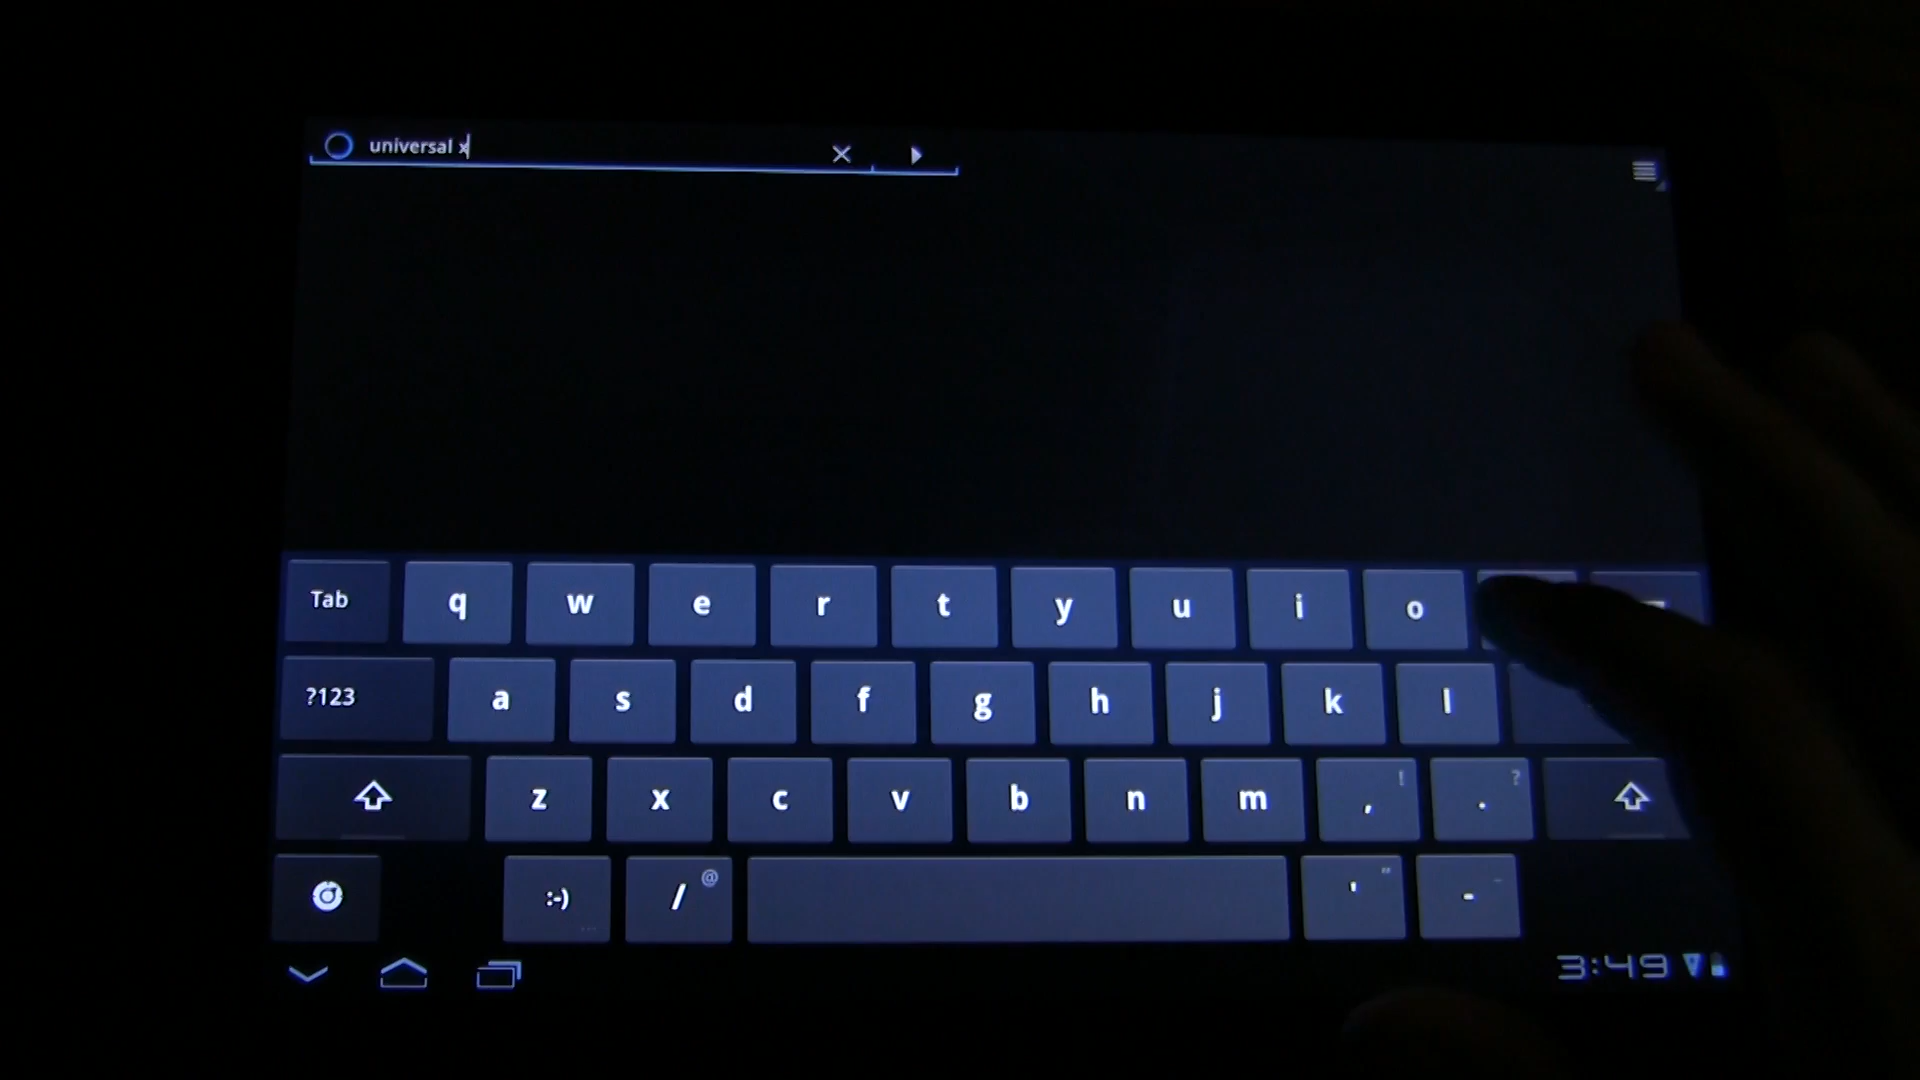 universal x
Tab q w e r t y u i o
?123 a s d f g h j k l
z x c v b n m , ! . ?
:-) ... / @ ' " - _
3:49